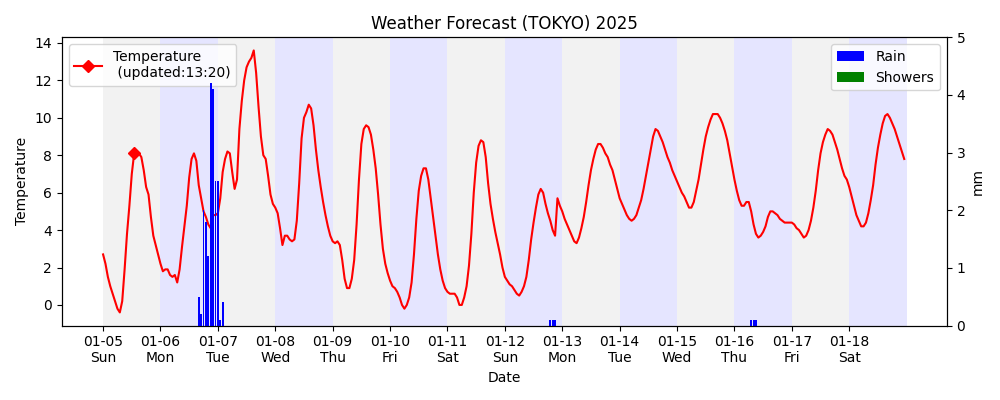 Weather Forecast (TOKYO) 2025
Temperature
(updated:13:20)
Rain
Showers
Temperature
14
12
10
8
6
4
2
0
5
4
3
2
1
0
mm
01-05 01-06 01-07 01-08 01-09 01-10 01-11 01-12 01-13 01-14 01-15 01-16 01-17 01-18
Sun Mon Tue Wed Thu Fri Sat Sun Mon Tue Wed Thu Fri Sat
Date